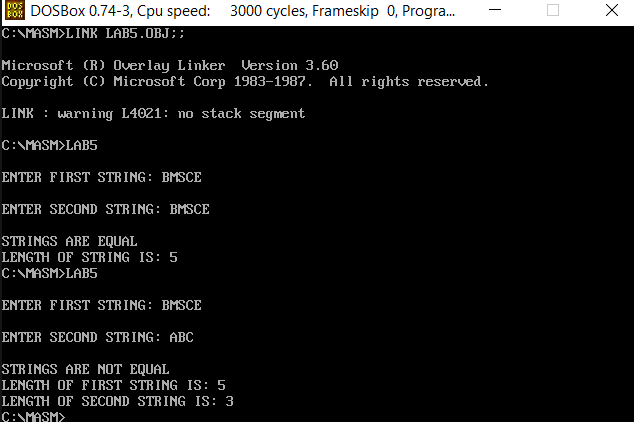 DOS
BOX
DOSBox 0.74-3, Cpu speed: 3000 cycles, Frameskip 0, Progra...
C:\MASM>LINK LAB5.OBJ;;
Microsoft (R) Overlay Linker Version 3.60
Copyright (C) Microsoft Corp 1983-1987. All rights reserved.
LINK : warning L4021: no stack segment
C:\MASM>LAB5
ENTER FIRST STRING: BMSCE
ENTER SECOND STRING: BMSCE
STRINGS ARE EQUAL
LENGTH OF STRING IS: 5
C:\MASM>LAB5
ENTER FIRST STRING: BMSCE
ENTER SECOND STRING: ABC
STRINGS ARE NOT EQUAL
LENGTH OF FIRST STRING IS: 5
LENGTH OF SECOND STRING IS: 3
C:\MASM>